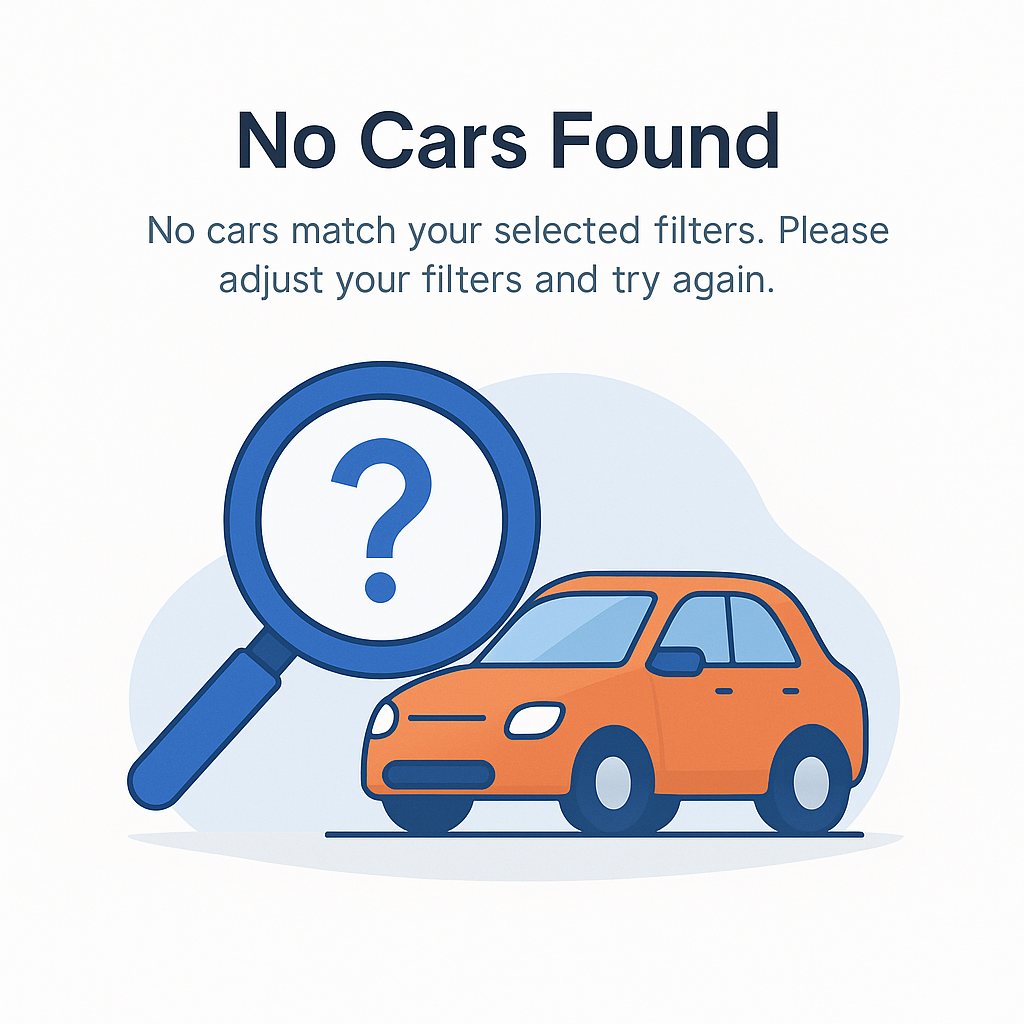 No Cars Found
No cars match your selected filters. Please
adjust your filters and try again.
?